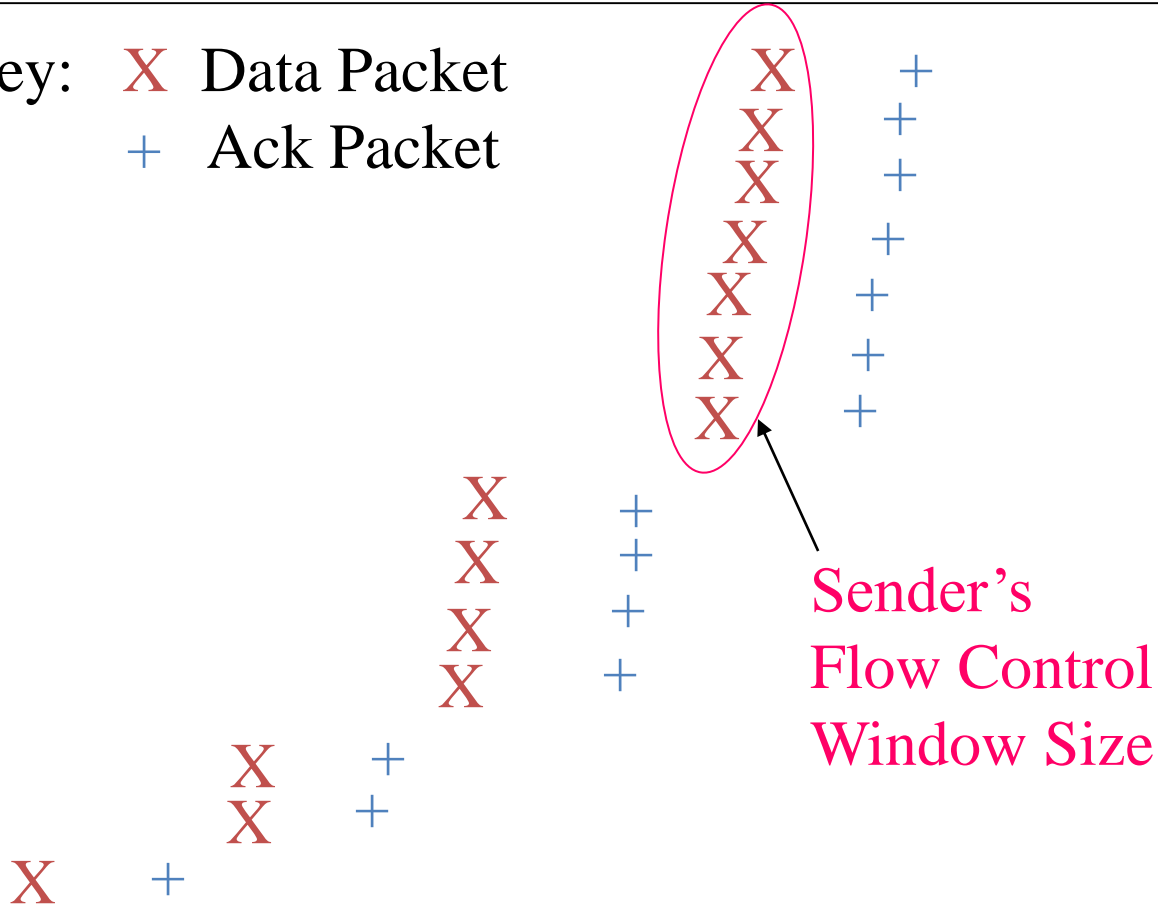 ey: X Data Packet
+ Ack Packet
X +
X +
X +
X +
X +
X +
X +
X +
X +
X +
X +
X +
X +
X +
Sender’s
Flow Control
Window Size